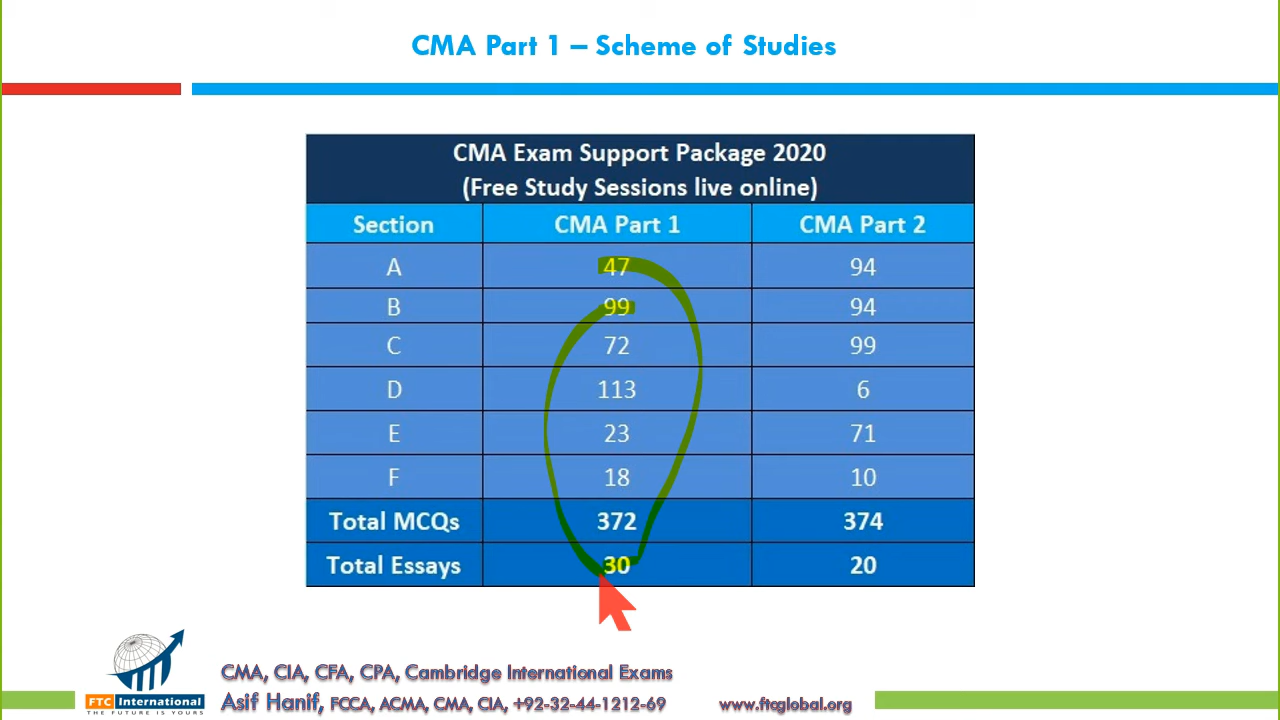 CMA Part 1 – Scheme of Studies
CMA Exam Support Package 2020
(Free Study Sessions live online)
Section CMA Part 1 CMA Part 2
A 47 94
B 99 94
C 72 99
D 113 6
E 23 71
F 18 10
Total MCQs 372 374
Total Essays 30 20
FTC International
THE FUTURE IS YOURS
CMA, CIA, CFA, CPA, Cambridge International Exams
Asif Hanif, FCCA, ACMA, CMA, CIA, +92-32-44-1212-69 www.ftcglobal.org